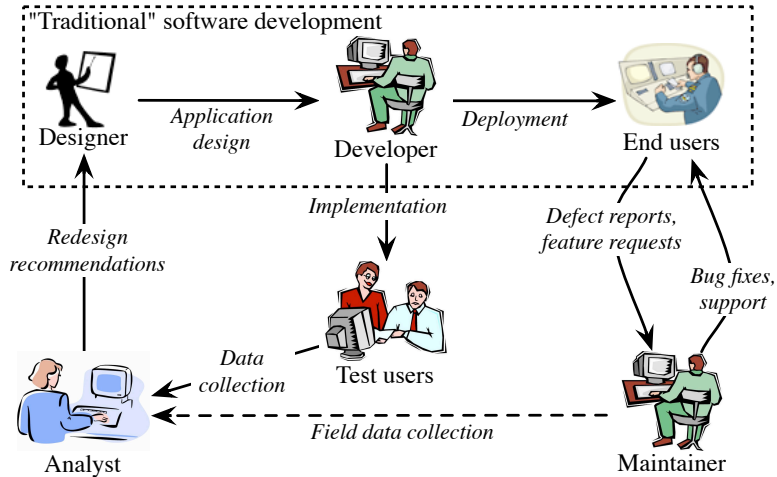 "Traditional" software development
Designer
Application
design
Developer
Deployment
End users
Implementation
Defect reports,
feature requests
Redesign
recommendations
Bug fixes,
support
Data
collection
Test users
Field data collection
Analyst
Maintainer